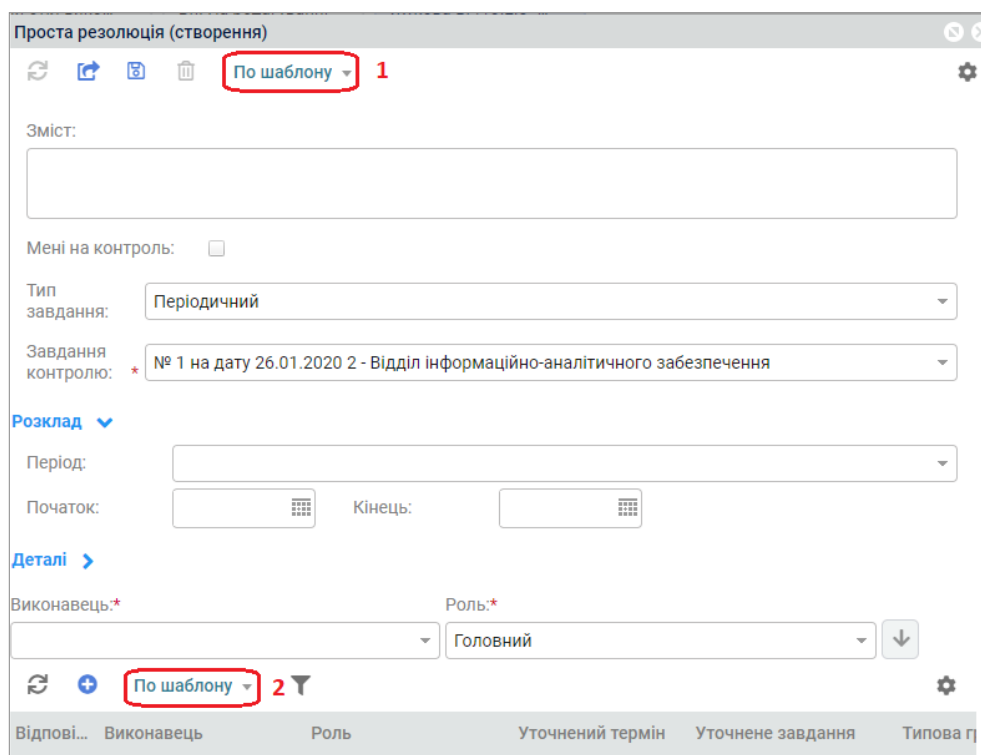 Проста резолюція (створення)
По шаблону 1
Зміст:
Мені на контроль:
Тип
завдання:
Періодичний
Завдання
контролю: *
№ 1 на дату 26.01.2020 2 - Відділ інформаційно-аналітичного забезпечення
Розклад
Період:
Початок: Кінець:
Деталі
Виконавець:* Роль:*
Головний
По шаблону 2
Відпові... Виконавець Роль Уточнений термін Уточнене завдання Типова